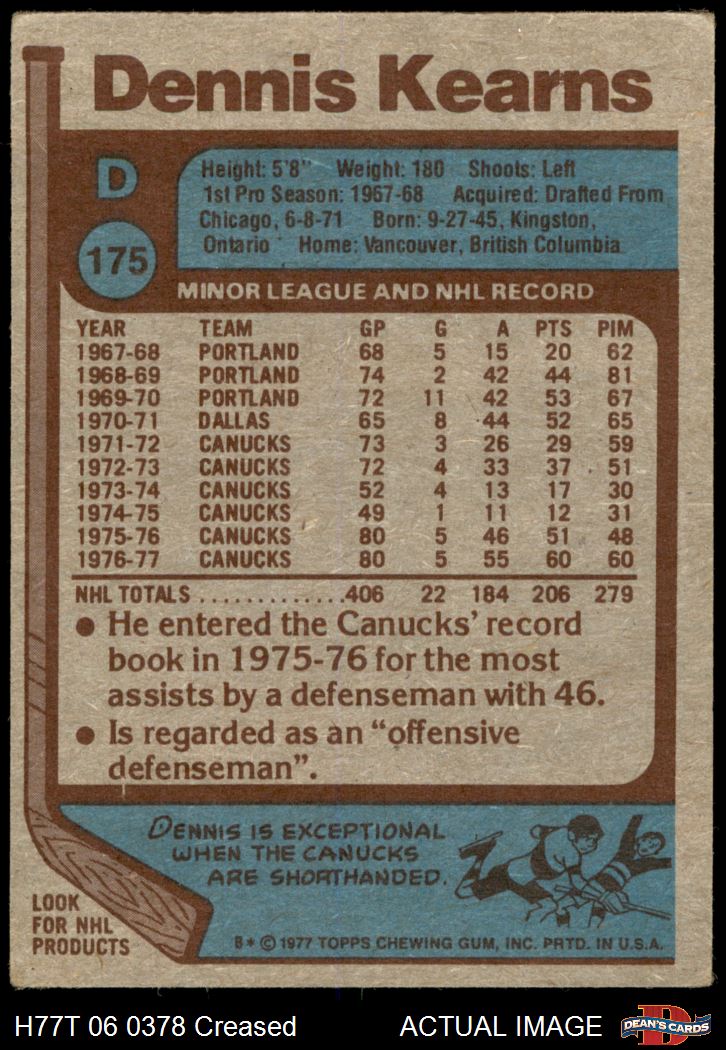 Dennis Kearns
D
175
Height: 5'8" Weight: 180 Shoots: Left
1st Pro Season: 1967-68 Acquired: Drafted From
Chicago, 6-8-71 Born: 9-27-45, Kingston,
Ontario Home: Vancouver, British Columbia
MINOR LEAGUE AND NHL RECORD
YEAR TEAM GP G A PTS PIM
1967-68 PORTLAND 68 5 15 20 62
1968-69 PORTLAND 74 2 42 44 81
1969-70 PORTLAND 72 11 42 53 67
1970-71 DALLAS 65 8 44 52 65
1971-72 CANUCKS 73 3 26 29 59
1972-73 CANUCKS 72 4 33 37 51
1973-74 CANUCKS 52 4 13 17 30
1974-75 CANUCKS 49 1 11 12 31
1975-76 CANUCKS 80 5 46 51 48
1976-77 CANUCKS 80 5 55 60 60
NHL TOTALS .............406 22 184 206 279
● He entered the Canucks' record
book in 1975-76 for the most
assists by a defenseman with 46.
● Is regarded as an "offensive
defenseman".
DENNIS IS EXCEPTIONAL
WHEN THE CANUCKS
ARE SHORTHANDED.
LOOK
FOR NHL
PRODUCTS
B* © 1977 TOPPS CHEWING GUM, INC. PRTD. IN U.S.A.
H77T 06 0378 Creased ACTUAL IMAGE
D
DEAN'S CARDS